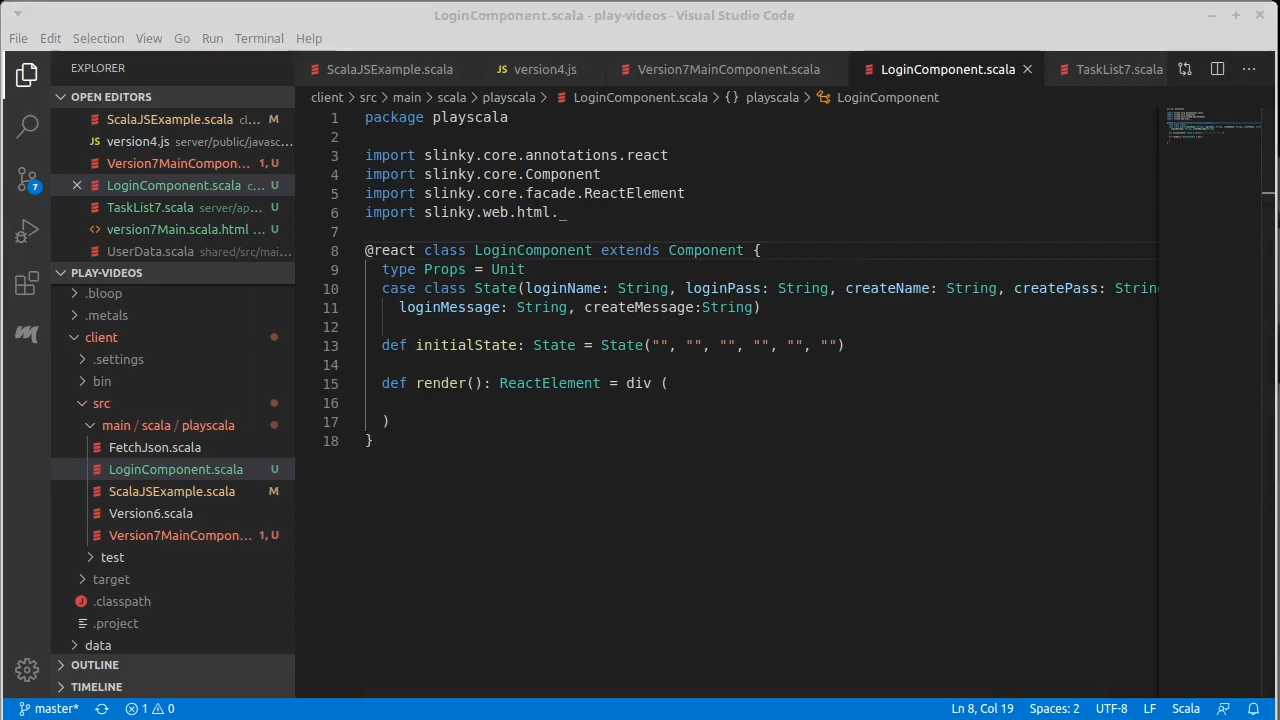 LoginComponent.scala - play-videos - Visual Studio Code
File Edit Selection View Go Run Terminal Help
EXPLORER
ScalaJSExample.scala
JS version4.js
Version7MainComponent.scala
LoginComponent.scala
TaskList7.scala
OPEN EDITORS
ScalaJSExample.scala cl... M
JS version4.js server/public/javasc...
Version7MainCompon... 1, U
LoginComponent.scala c... U
TaskList7.scala server/ap... U
version7Main.scala.html ... U
UserData.scala shared/src/mai...
PLAY-VIDEOS
.bloop
.metals
client
.settings
bin
src
main / scala / playscala
FetchJson.scala
LoginComponent.scala U
ScalaJSExample.scala M
Version6.scala
Version7MainCompon... 1, U
test
target
.classpath
.project
data
OUTLINE
TIMELINE
7
client > src > main > scala > playscala > LoginComponent.scala > {} playscala > LoginComponent
1 package playscala
2
3 import slinky.core.annotations.react
4 import slinky.core.Component
5 import slinky.core.facade.ReactElement
6 import slinky.web.html._
7
8 @react class LoginComponent extends Component {
9 type Props = Unit
10 case class State(loginName: String, loginPass: String, createName: String, createPass: String
11 loginMessage: String, createMessage:String)
12
13 def initialState: State = State("", "", "", "", "", "")
14
15 def render(): ReactElement = div (
16
17 )
18 }
master* 1 0 Ln 8, Col 19 Spaces: 2 UTF-8 LF Scala